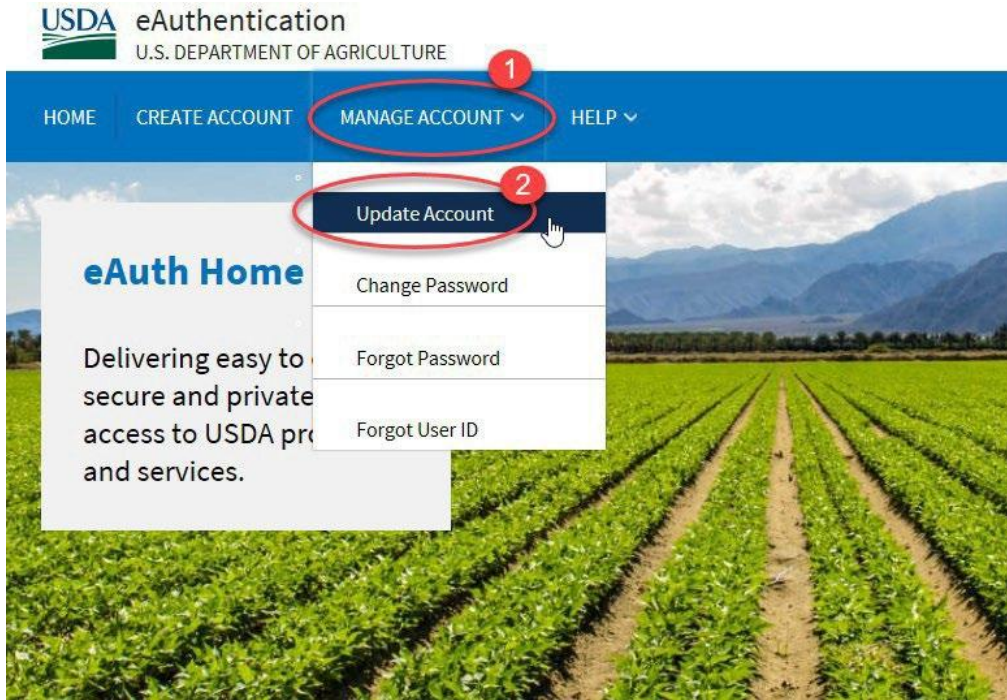 USDA
eAuthentication
U.S. DEPARTMENT OF AGRICULTURE
1
HOME
CREATE ACCOUNT
MANAGE ACCOUNT
HELP
2
Update Account
Change Password
Forgot Password
Forgot User ID
eAuth Home
Delivering easy to
secure and private
access to USDA
and services.